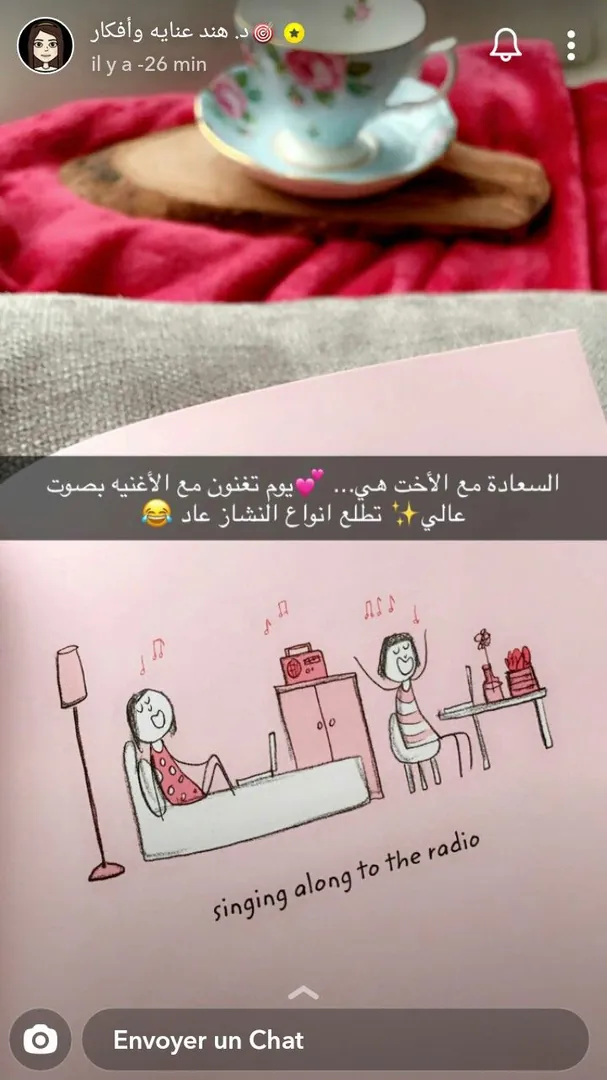 د. هند عنايه وأفكار
il y a -26 min
السعادة مع الأخت هي... 💕يوم تغنون مع الأغنيه بصوت
عالي✨ تطلع انواع النشاز عاد 😂
singing along to the radio
Envoyer un Chat